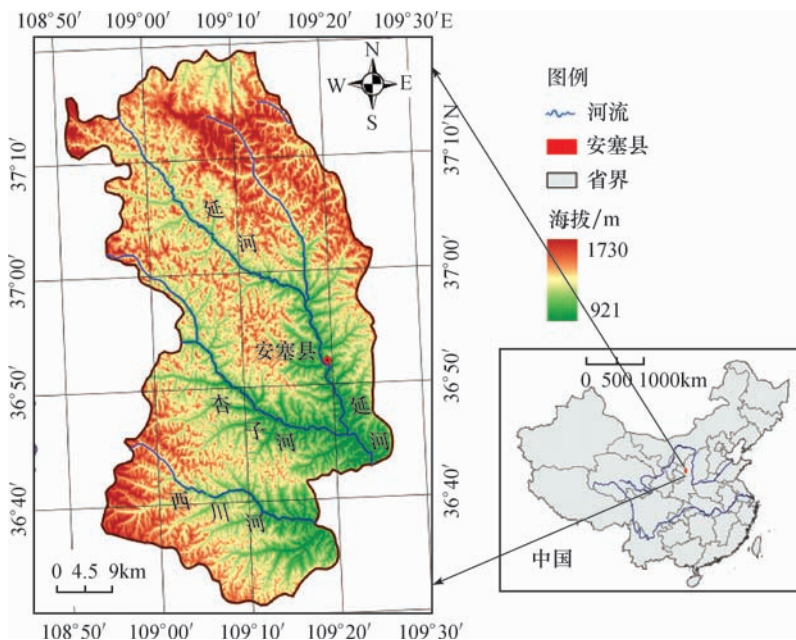 108°50′ 109°00′ 109°10′ 109°20′ 109°30′E
N
W E
S
37°10′
37°00′
36°50′
36°40′
37°10′N
37°00′
36°50′
36°40′
延
河
安塞县
杏
子
河
延
河
西
川
河
0 4.5 9km
108°50′ 109°00′ 109°10′ 109°20′ 109°30′
图例
河流
安塞县
省界
海拔/m
1730
921
0 500 1000km
中国